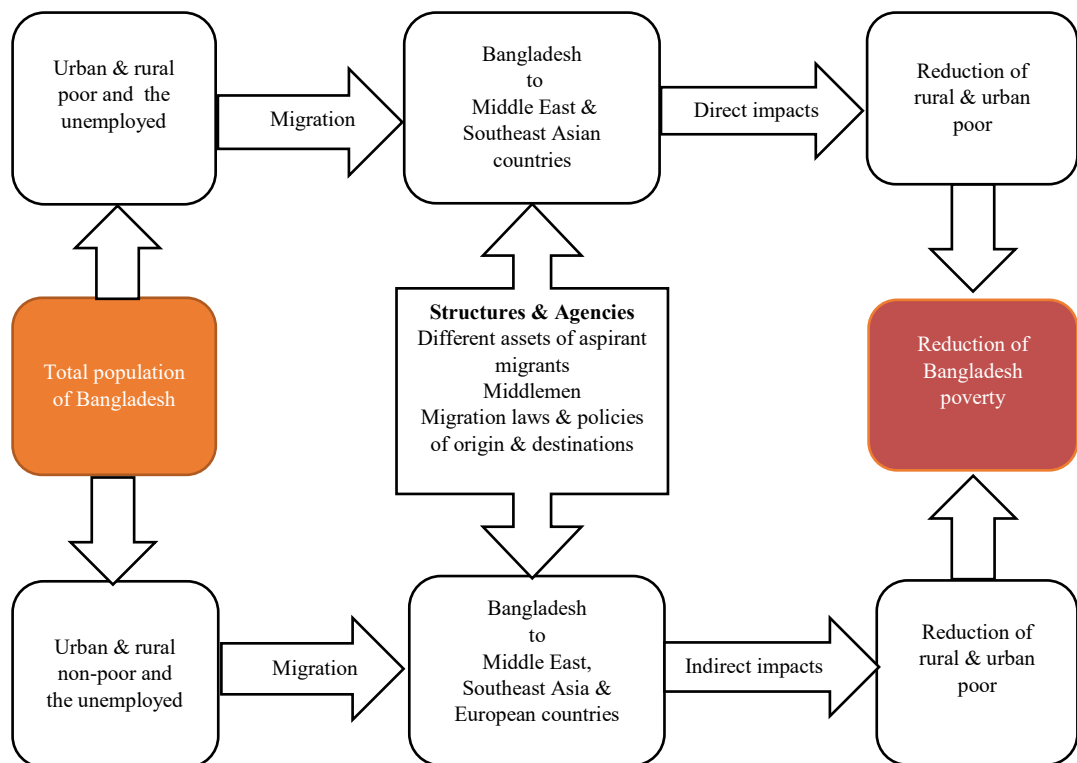 Urban & rural
poor and the
unemployed
Migration
Bangladesh
to
Middle East &
Southeast Asian
countries
Direct impacts
Reduction of
rural & urban
poor
Total population
of Bangladesh
Structures & Agencies
Different assets of aspirant
migrants
Middlemen
Migration laws & policies
of origin & destinations
Reduction of
Bangladesh
poverty
Urban & rural
non-poor and
the unemployed
Migration
Bangladesh
to
Middle East,
Southeast Asia &
European countries
Indirect impacts
Reduction of
rural & urban
poor